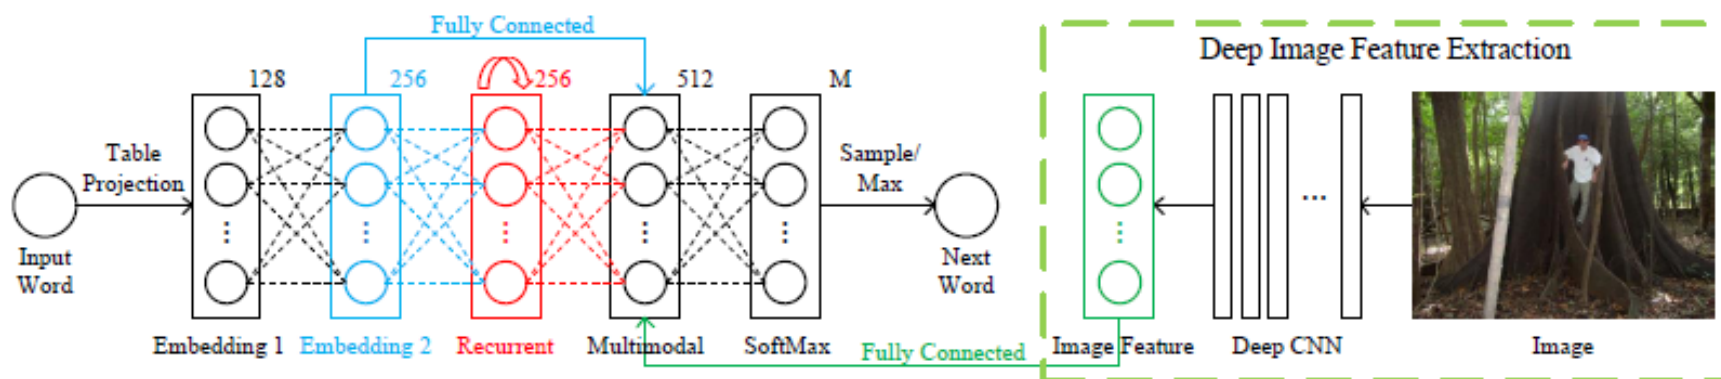 Fully Connected
Deep Image Feature Extraction
128
256
256
512
M
Table
Projection
Sample/
Max
...
Input
Word
Next
Word
Embedding 1
Embedding 2
Recurrent
Multimodal
SoftMax
Fully Connected
Image Feature
Deep CNN
Image